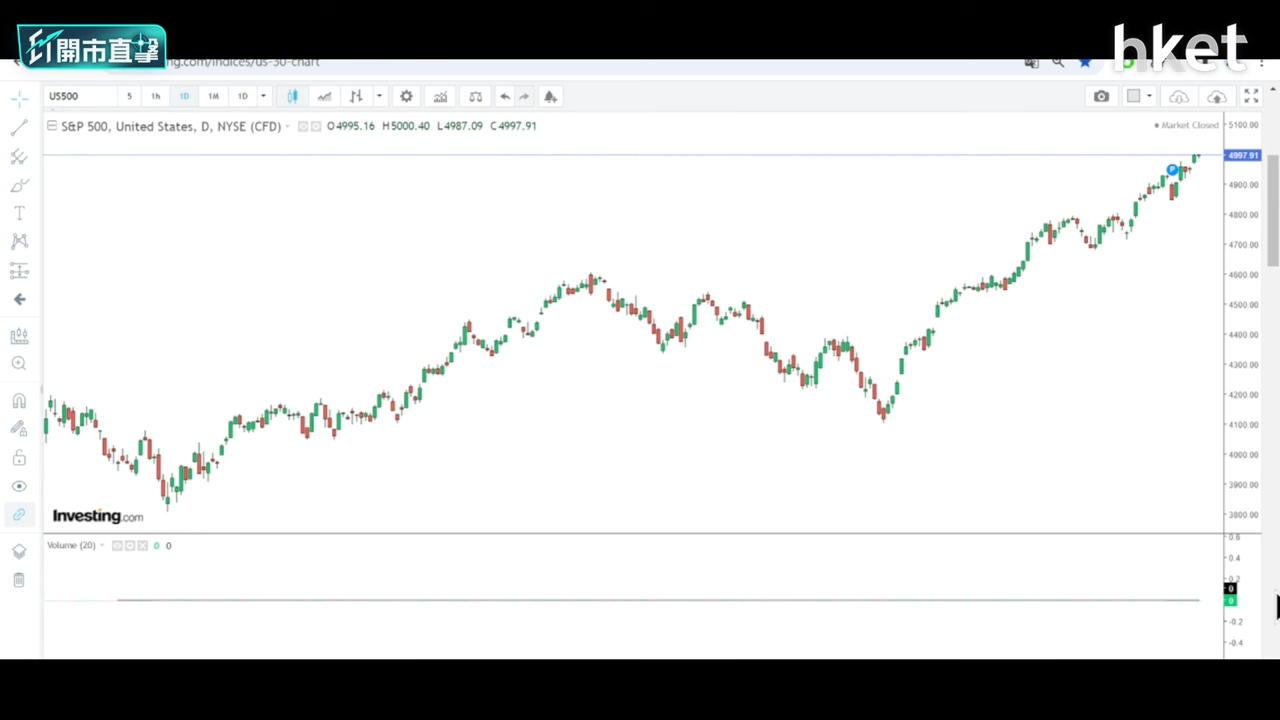 開市直擊
hket
ng.com/indices/us-30-chart
US500 5 1h 1D 1M 1D
S&P 500, United States, D, NYSE (CFD) O4995.16 H5000.40 L4987.09 C4997.91
Market Closed
5100.00
4997.91
4900.00
4800.00
4700.00
4600.00
4500.00
4400.00
4300.00
4200.00
4100.00
4000.00
3900.00
3800.00
P
Investing.com
Volume (20) 0 0
0.6
0.4
0.2
0
0
-0.2
-0.4